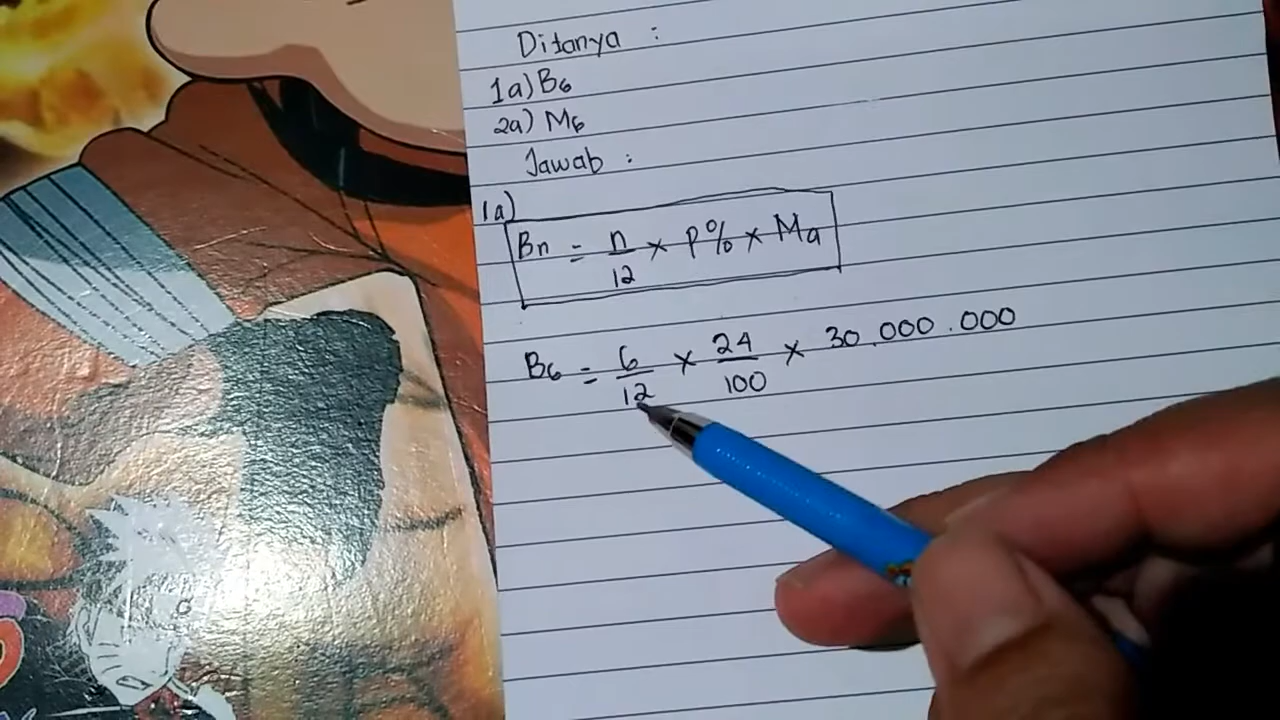 Ditanya :
1a) B₆
2a) M₆
Jawab :
1a)
Bn = n/12 × P% × Ma
B₆ = 6/12 × 24/100 × 30.000.000